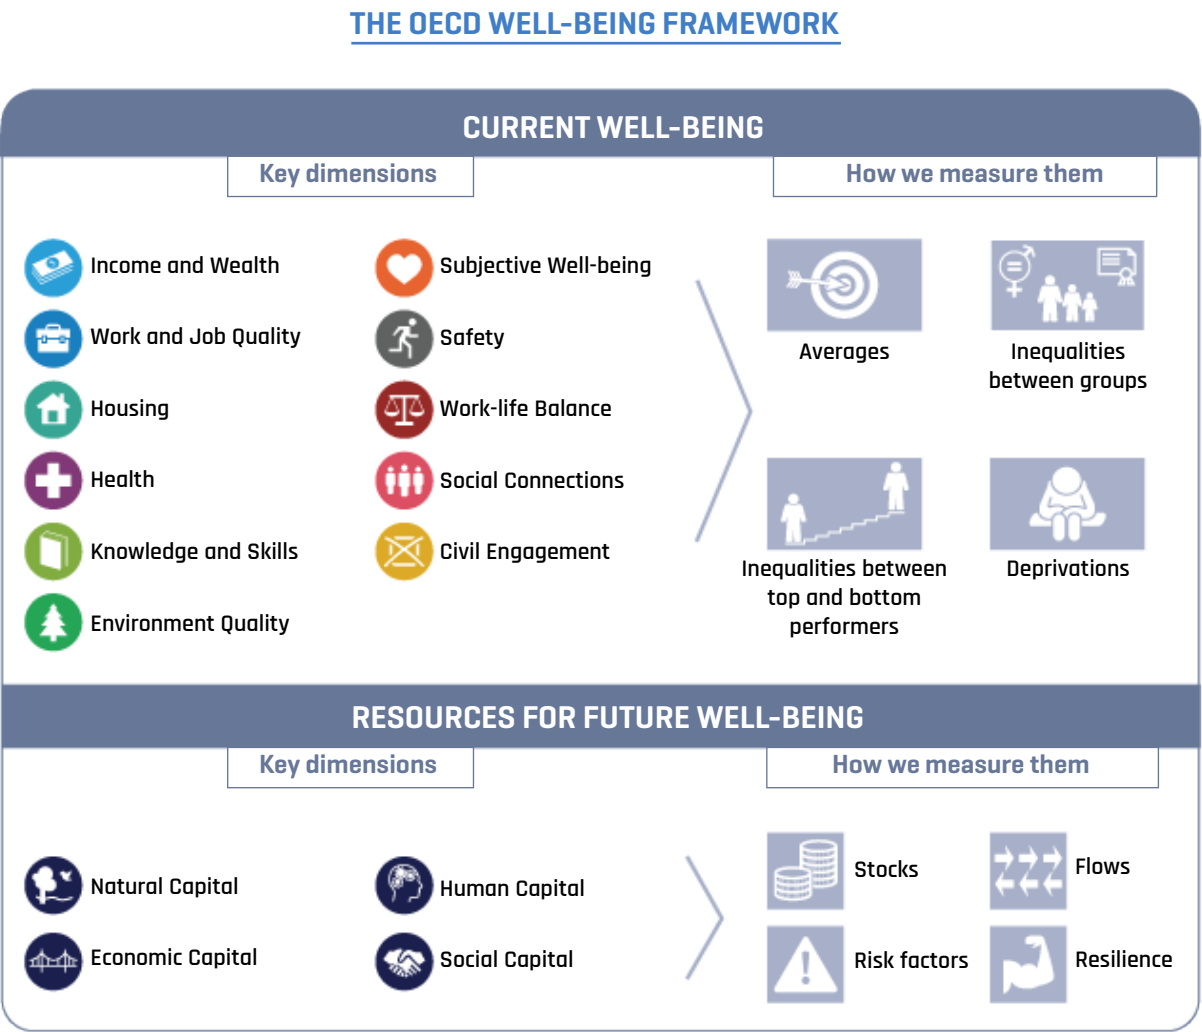 THE OECD WELL-BEING FRAMEWORK
CURRENT WELL-BEING
Key dimensions
How we measure them
Income and Wealth
Work and Job Quality
Housing
Health
Knowledge and Skills
Environment Quality
Subjective Well-being
Safety
Work-life Balance
Social Connections
Civil Engagement
Averages
Inequalities
between groups
Inequalities between
top and bottom
performers
Deprivations
RESOURCES FOR FUTURE WELL-BEING
Key dimensions
How we measure them
Natural Capital
Economic Capital
Human Capital
Social Capital
Stocks
Flows
Risk factors
Resilience